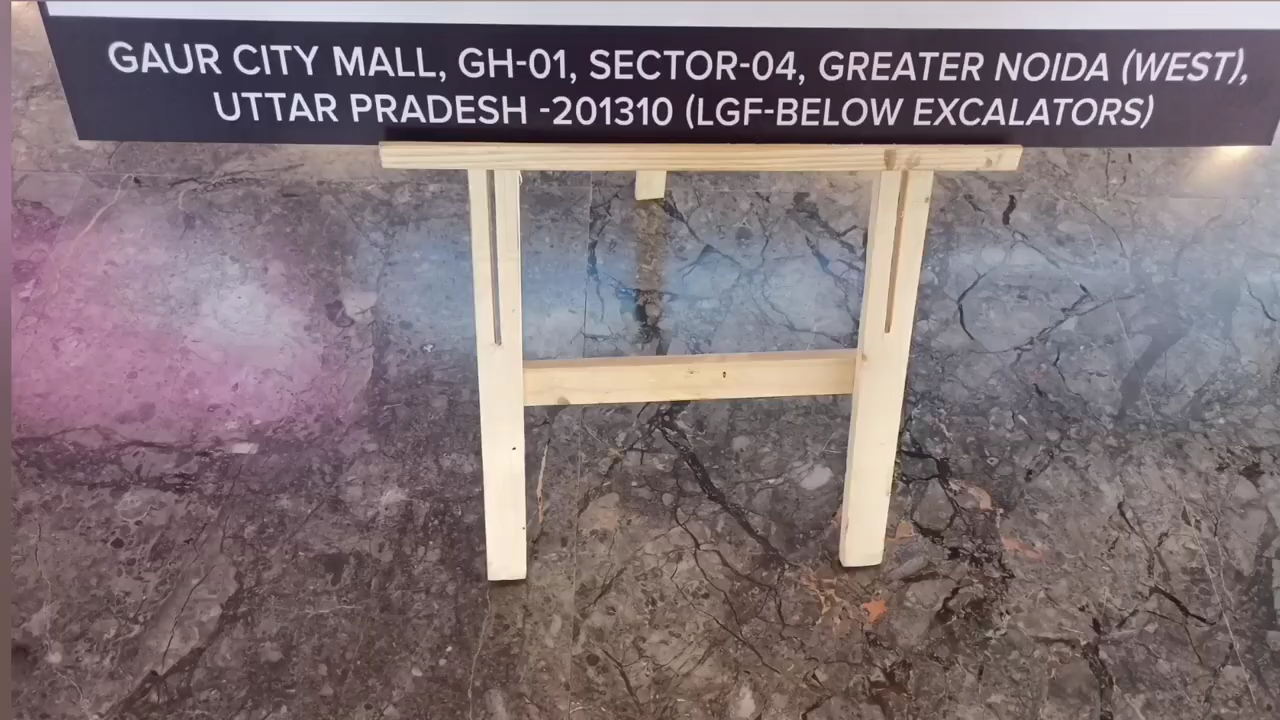 GAUR CITY MALL, GH-01, SECTOR-04, GREATER NOIDA (WEST),
UTTAR PRADESH -201310 (LGF-BELOW EXCALATORS)